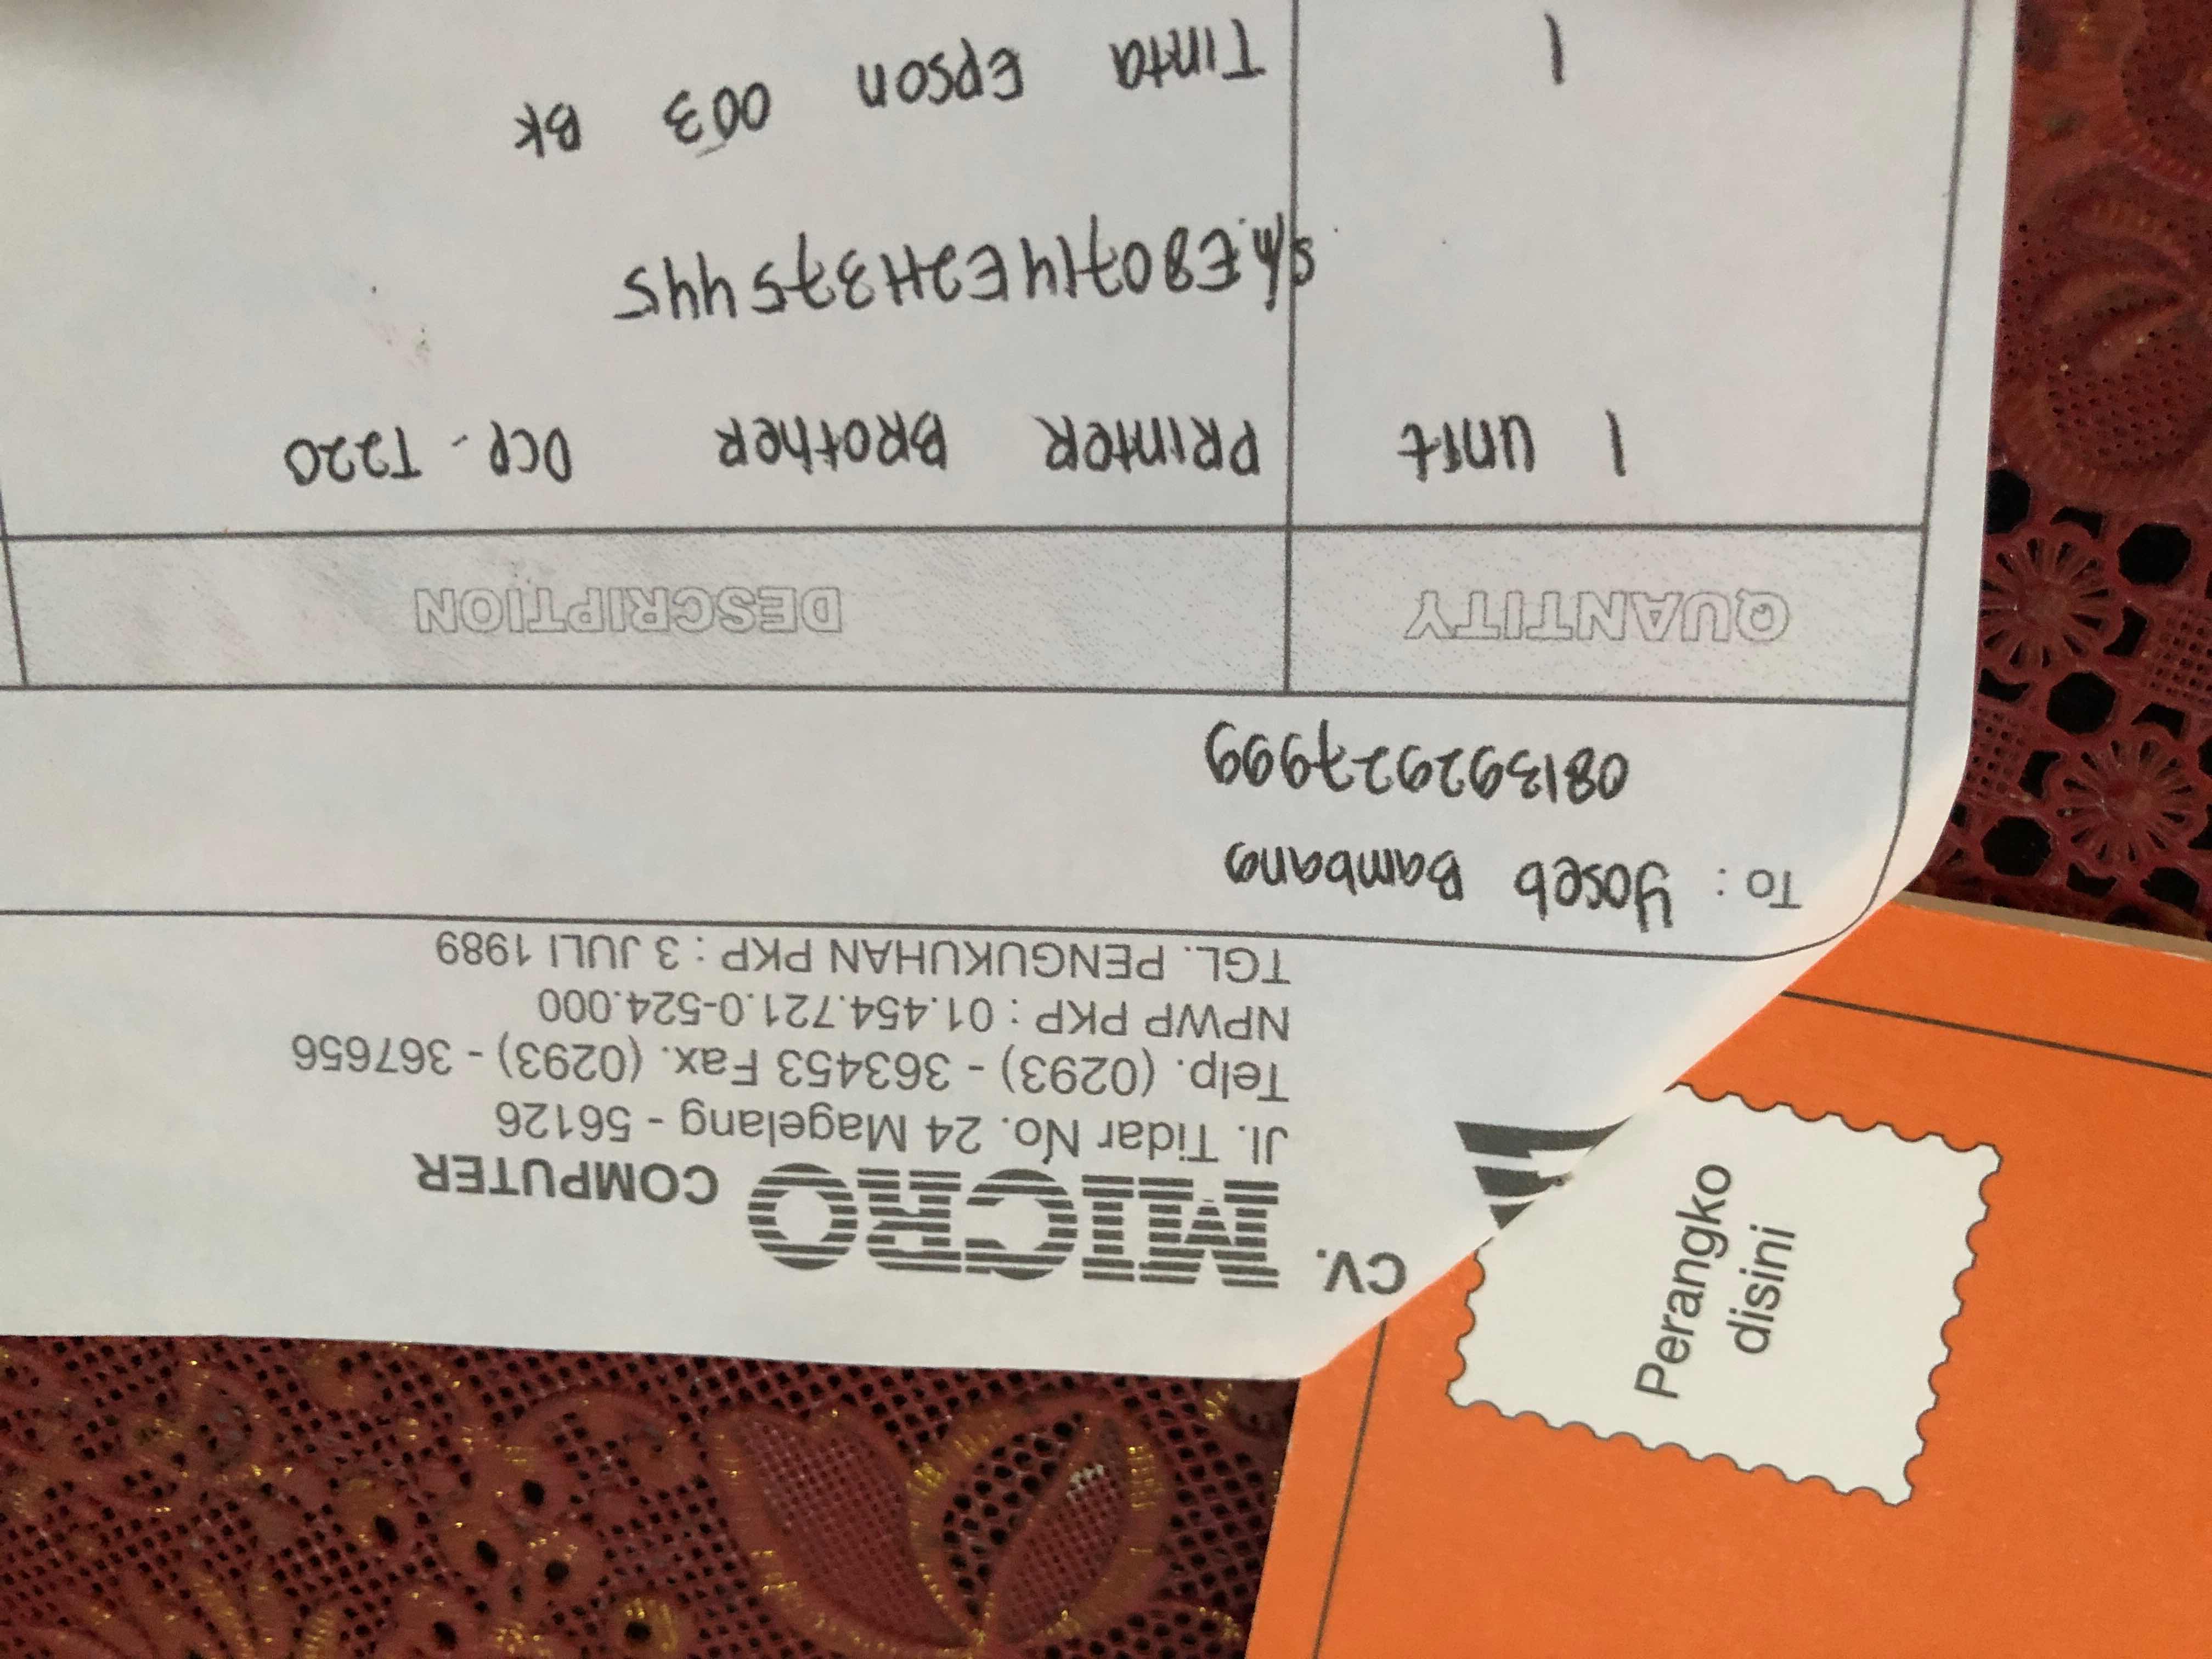 CV. MICRO COMPUTER
Jl. Tidar No. 24 Magelang - 56126
Telp. (0293) - 363453 Fax. (0293) - 367656
NPWP PKP : 01.454.721.0-524.000
TGL. PENGUKUHAN PKP : 3 JULI 1989
To : Yoseb Bambang
081392927999
QUANTITY DESCRIPTION
1 unit PRINTER BROTHER DCP - T220
S/N: E80714E2H375445
1 Tinta Epson 003 BK
Perangko
disini